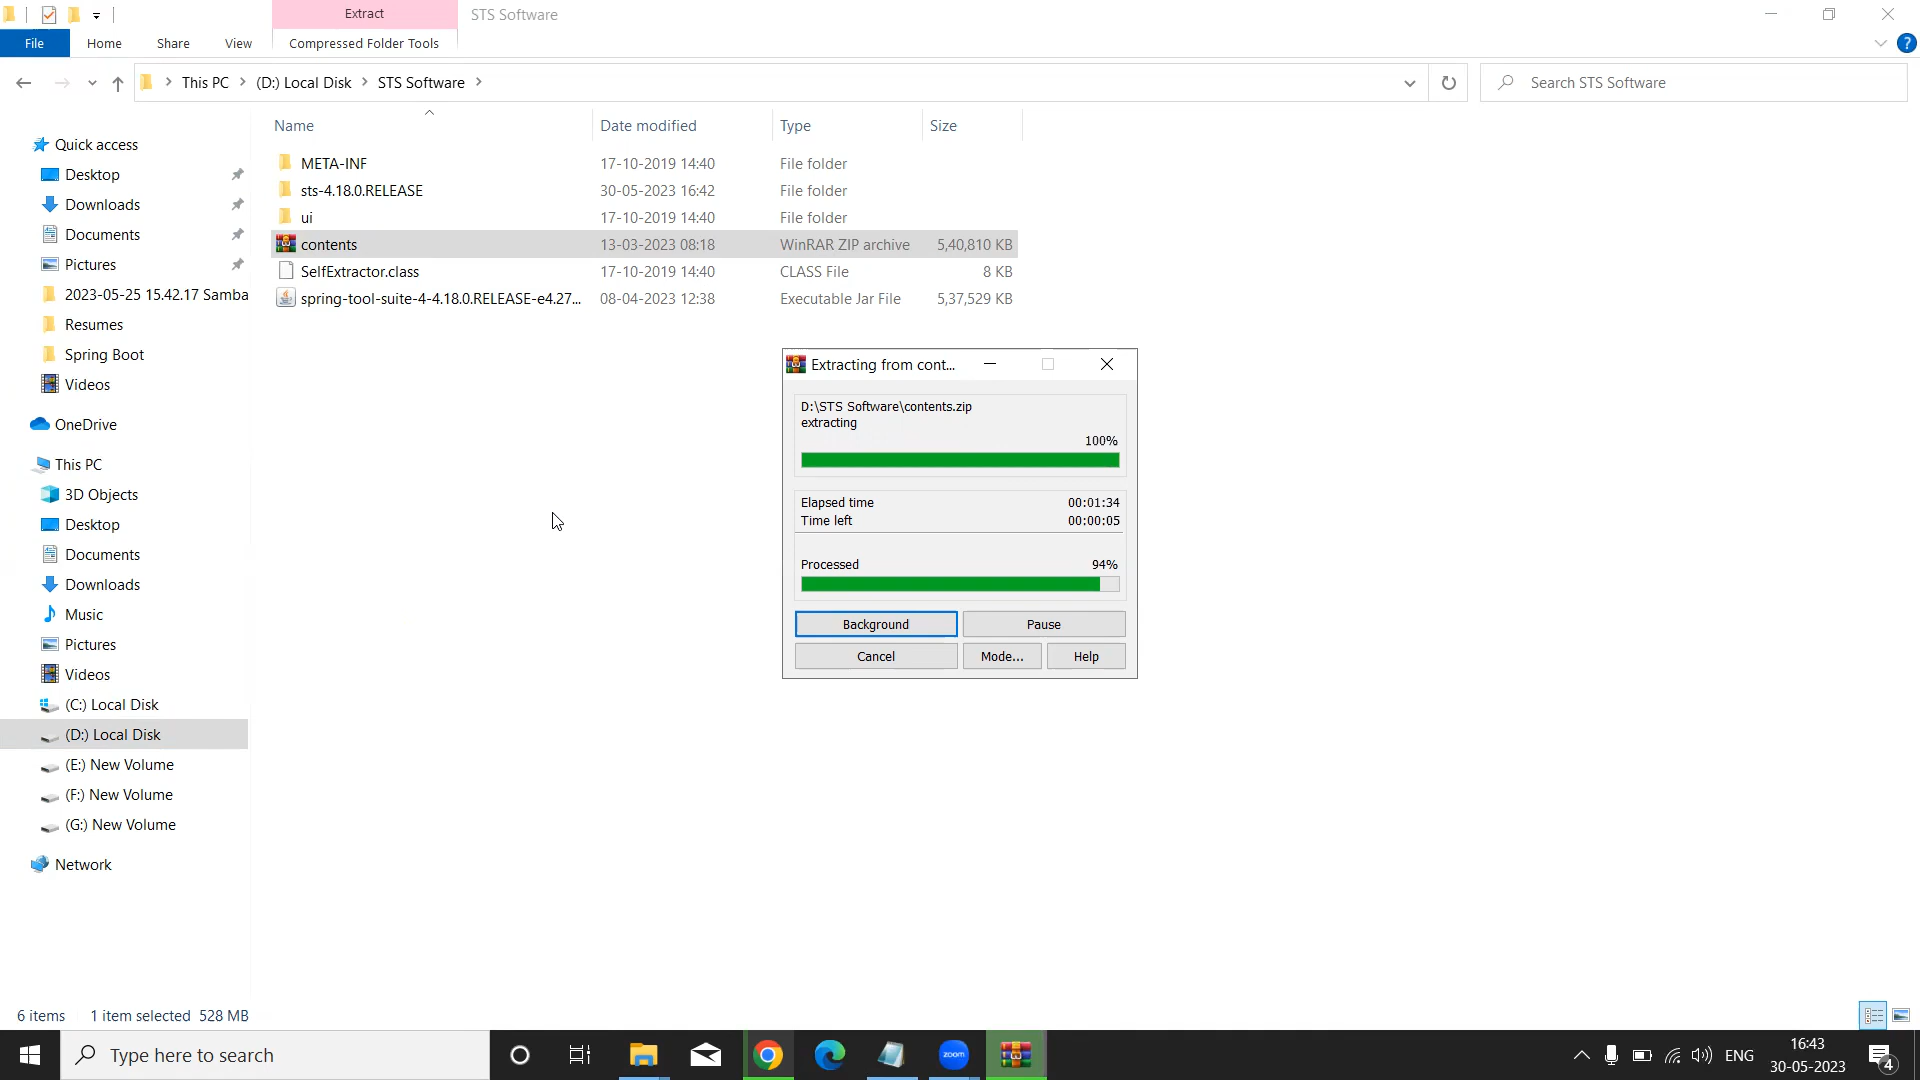 Extract
STS Software
File
Home
Share
View
Compressed Folder Tools
This PC
(D:) Local Disk
STS Software
Search STS Software
Name
Date modified
Type
Size
META-INF
17-10-2019 14:40
File folder
sts-4.18.0.RELEASE
30-05-2023 16:42
File folder
ui
17-10-2019 14:40
File folder
contents
13-03-2023 08:18
WinRAR ZIP archive
5,40,810 KB
SelfExtractor.class
17-10-2019 14:40
CLASS File
8 KB
spring-tool-suite-4-4.18.0.RELEASE-e4.27...
08-04-2023 12:38
Executable Jar File
5,37,529 KB
Quick access
Desktop
Downloads
Documents
Pictures
2023-05-25 15.42.17 Samba
Resumes
Spring Boot
Videos
OneDrive
This PC
3D Objects
Desktop
Documents
Downloads
Music
Pictures
Videos
(C:) Local Disk
(D:) Local Disk
(E:) New Volume
(F:) New Volume
(G:) New Volume
Network
Extracting from cont...
D:\STS Software\contents.zip
extracting
100%
Elapsed time
00:01:34
Time left
00:00:05
Processed
94%
Background
Pause
Cancel
Mode...
Help
6 items
1 item selected 528 MB
Type here to search
zoom
ENG
16:43
30-05-2023
4